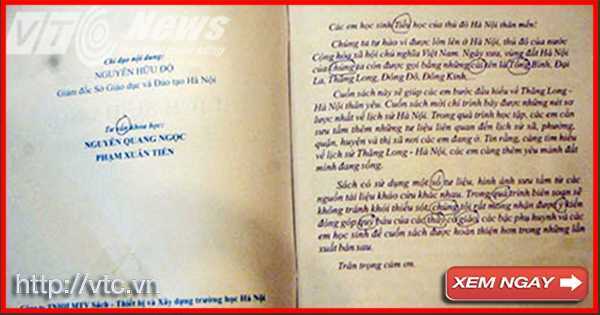 VTC News
Chỉ đạo nội dung:
NGUYỄN HỮU ĐỘ
Giám đốc Sở Giáo dục và Đào tạo Hà Nội
Tư vấn khoa học:
NGUYỄN QUANG NGỌC
PHẠM XUÂN TIÊN
Công ty TNHH MTV Sách - Thiết bị và Xây dựng trường học Hà Nội
http://vtc.vn
Các em học sinh Tiểu học của thủ đô Hà Nội thân mến!
Chúng ta tự hào vì được lớn lên ở Hà Nội, thủ đô của nước
Cộng hòa xã hội chủ nghĩa Việt Nam. Ngày xưa, vùng đất Hà Nội
của chúng ta còn được gọi bằng những cái tên là Tống Bình, Đại
La, Thăng Long, Đông Đô, Đông Kinh.
Cuốn sách này sẽ giúp các em bước đầu hiểu về Thăng Long -
Hà Nội thân yêu. Cuốn sách mới chỉ trình bày được những nét sơ
lược nhất về lịch sử Hà Nội. Trong quá trình học tập, các em cần
sưu tầm thêm những tư liệu liên quan đến lịch sử xã, phường,
quận, huyện và thị xã nơi các em đang ở. Tin rằng, càng tìm hiểu
về lịch sử Thăng Long - Hà Nội, các em càng thêm yêu mảnh đất
mình đang sống.
Sách có sử dụng một số tư liệu, hình ảnh sưu tầm từ các
nguồn tài liệu khảo cứu khác nhau. Trong quá trình biên soạn sẽ
không tránh khỏi thiếu sót, chúng tôi rất mong nhận được ý kiến
đóng góp quý báu của các thầy cô giáo, các bậc phụ huynh và các
em học sinh để cuốn sách được hoàn thiện hơn trong những lần
xuất bản sau.
Trân trọng cám ơn.
XEM NGAY